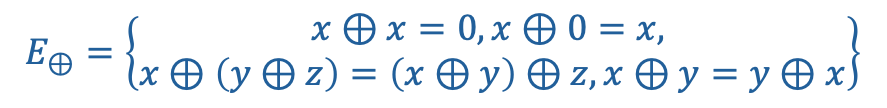 E⊕ = { x ⊕ x = 0, x ⊕ 0 = x,
x ⊕ (y ⊕ z) = (x ⊕ y) ⊕ z, x ⊕ y = y ⊕ x }